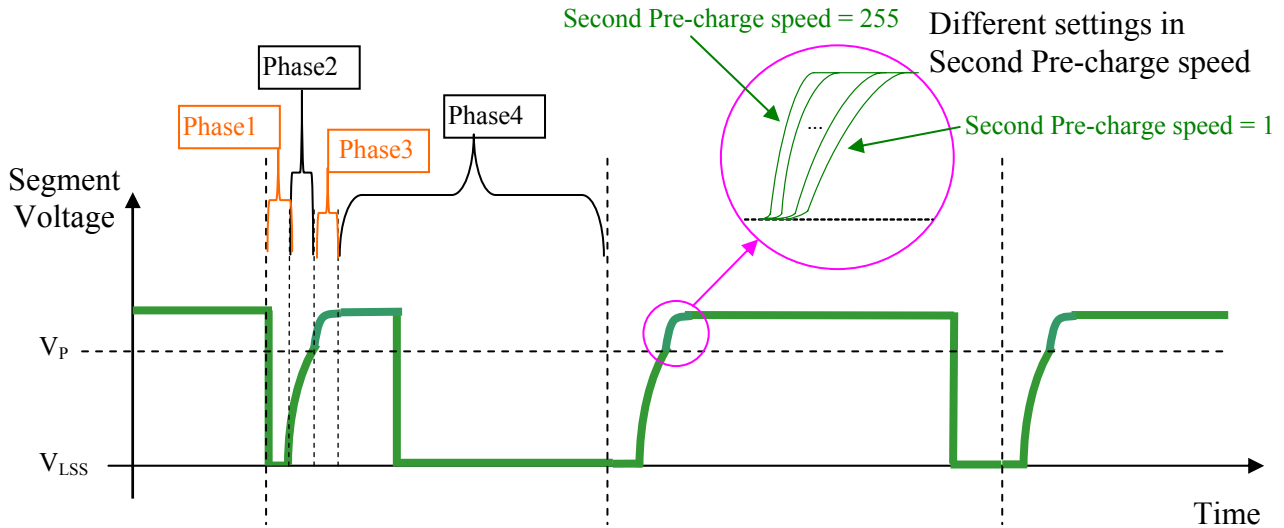 Second Pre-charge speed = 255
Different settings in
Second Pre-charge speed
Phase2
Phase1
Phase4
...
Second Pre-charge speed = 1
Phase3
Segment
Voltage
VP
VLSS
Time